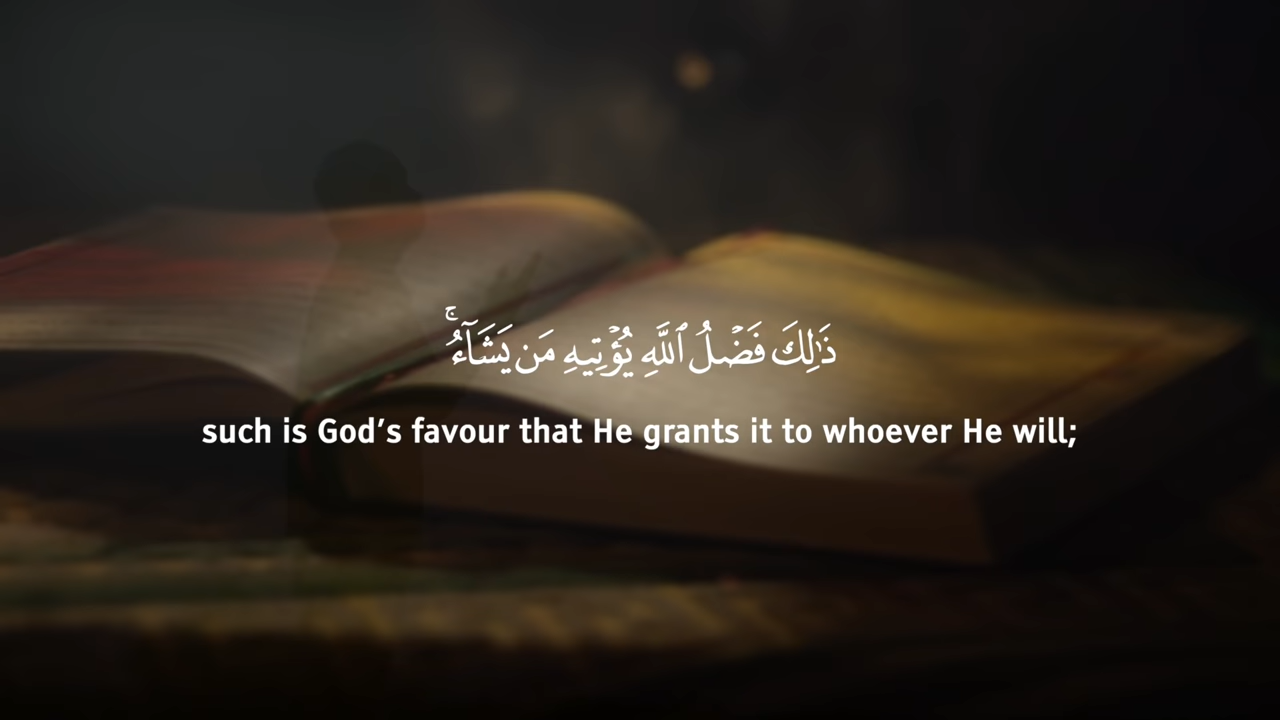 ذَٰلِكَ فَضْلُ ٱللَّهِ يُؤْتِيهِ مَن يَشَآءُ ۚ
such is God’s favour that He grants it to whoever He will;